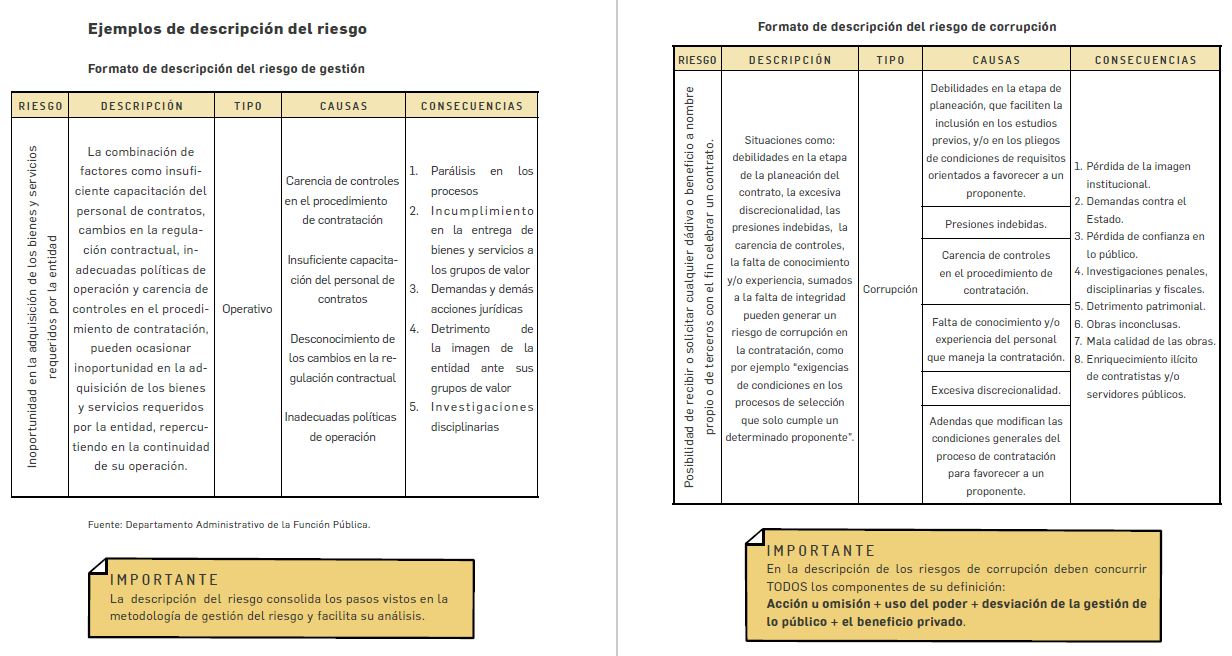 Ejemplos de descripción del riesgo
Formato de descripción del riesgo de gestión
RIESGO
DESCRIPCIÓN
TIPO
CAUSAS
CONSECUENCIAS
Inoportunidad en la adquisición de los bienes y servicios
requeridos por la entidad
La combinación de
factores como insufi-
ciente capacitación del
personal de contratos,
cambios en la regula-
ción contractual, in-
adecuadas políticas de
operación y carencia de
controles en el procedi-
miento de contratación,
pueden ocasionar
inoportunidad en la ad-
quisición de los bienes
y servicios requeridos
por la entidad, repercu-
tiendo en la continuidad
de su operación.
Operativo
Carencia de controles
en el procedimiento
de contratación
Insuficiente capacita-
ción del personal de
contratos
Desconocimiento de
los cambios en la re-
gulación contractual
Inadecuadas políticas
de operación
1. Parálisis en los
procesos
2. Incumplimiento
en la entrega de
bienes y servicios a
los grupos de valor
3. Demandas y demás
acciones jurídicas
4. Detrimento de
la imagen de la
entidad ante sus
grupos de valor
5. Investigaciones
disciplinarias
Fuente: Departamento Administrativo de la Función Pública.
IMPORTANTE
La descripción del riesgo consolida los pasos vistos en la
metodología de gestión del riesgo y facilita su análisis.
Formato de descripción del riesgo de corrupción
RIESGO
DESCRIPCIÓN
TIPO
CAUSAS
CONSECUENCIAS
Posibilidad de recibir o solicitar cualquier dádiva o beneficio a nombre
propio o de terceros con el fin celebrar un contrato.
Situaciones como:
debilidades en la etapa
de la planeación del
contrato, la excesiva
discrecionalidad, las
presiones indebidas, la
carencia de controles,
la falta de conocimiento
y/o experiencia, sumados
a la falta de integridad
pueden generar un
riesgo de corrupción en
la contratación, como
por ejemplo "exigencias
de condiciones en los
procesos de selección
que solo cumple un
determinado proponente".
Corrupción
Debilidades en la etapa de
planeación, que faciliten la
inclusión en los estudios
previos, y/o en los pliegos
de condiciones de requisitos
orientados a favorecer a un
proponente.
Presiones indebidas.
Carencia de controles
en el procedimiento de
contratación.
Falta de conocimiento y/o
experiencia del personal
que maneja la contratación.
Excesiva discrecionalidad.
Adendas que modifican las
condiciones generales del
proceso de contratación
para favorecer a un
proponente.
1. Pérdida de la imagen
institucional.
2. Demandas contra el
Estado.
3. Pérdida de confianza en
lo público.
4. Investigaciones penales,
disciplinarias y fiscales.
5. Detrimento patrimonial.
6. Obras inconclusas.
7. Mala calidad de las obras.
8. Enriquecimiento ilícito
de contratistas y/o
servidores públicos.
IMPORTANTE
En la descripción de los riesgos de corrupción deben concurrir
TODOS los componentes de su definición:
Acción u omisión + uso del poder + desviación de la gestión de
lo público + el beneficio privado.